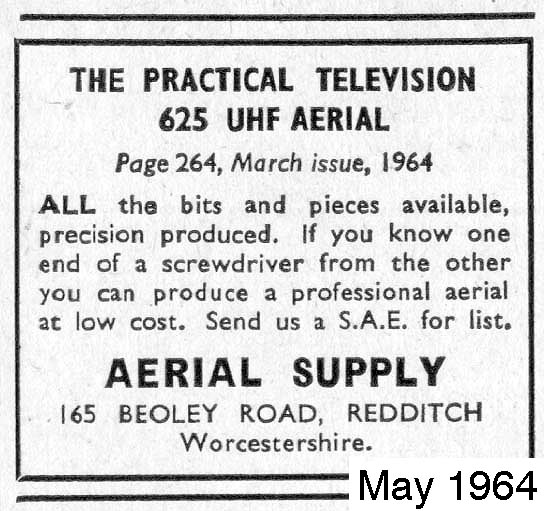 THE PRACTICAL TELEVISION
625 UHF AERIAL
Page 264, March issue, 1964
ALL the bits and pieces available,
precision produced. If you know one
end of a screwdriver from the other
you can produce a professional aerial
at low cost. Send us a S.A.E. for list.
AERIAL SUPPLY
165 BEOLEY ROAD, REDDITCH
Worcestershire.
May 1964